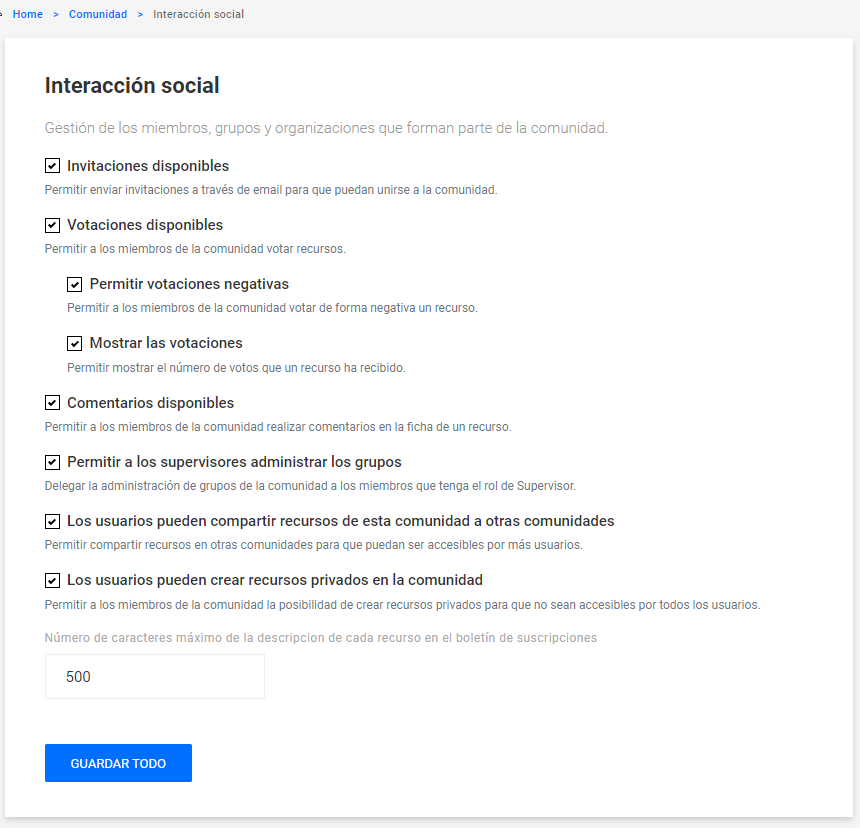 Home > Comunidad > Interacción social
Interacción social
Gestión de los miembros, grupos y organizaciones que forman parte de la comunidad.
Invitaciones disponibles
Permitir enviar invitaciones a través de email para que puedan unirse a la comunidad.
Votaciones disponibles
Permitir a los miembros de la comunidad votar recursos.
Permitir votaciones negativas
Permitir a los miembros de la comunidad votar de forma negativa un recurso.
Mostrar las votaciones
Permitir mostrar el número de votos que un recurso ha recibido.
Comentarios disponibles
Permitir a los miembros de la comunidad realizar comentarios en la ficha de un recurso.
Permitir a los supervisores administrar los grupos
Delegar la administración de grupos de la comunidad a los miembros que tenga el rol de Supervisor.
Los usuarios pueden compartir recursos de esta comunidad a otras comunidades
Permitir compartir recursos en otras comunidades para que puedan ser accesibles por más usuarios.
Los usuarios pueden crear recursos privados en la comunidad
Permitir a los miembros de la comunidad la posibilidad de crear recursos privados para que no sean accesibles por todos los usuarios.
Número de caracteres máximo de la descripcion de cada recurso en el boletín de suscripciones
500
GUARDAR TODO